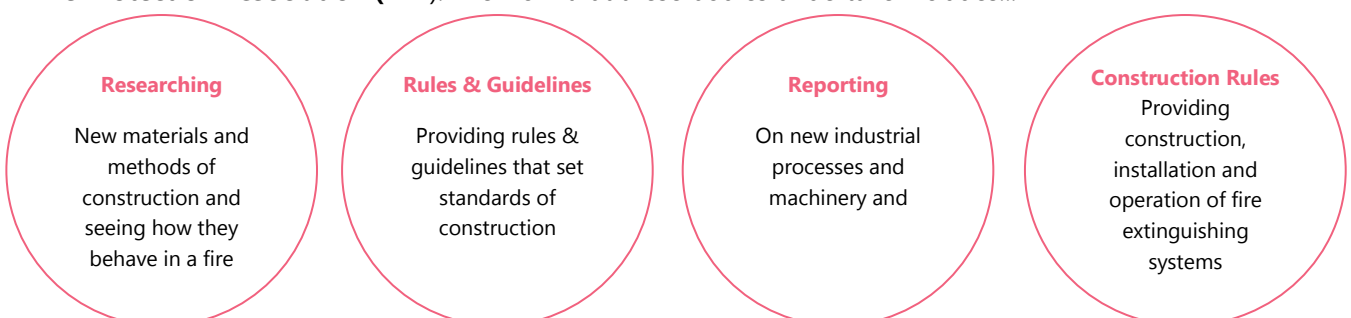 Researching
New materials and
methods of
construction and
seeing how they
behave in a fire
Rules & Guidelines
Providing rules &
guidelines that set
standards of
construction
Reporting
On new industrial
processes and
machinery and
Construction Rules
Providing
construction,
installation and
operation of fire
extinguishing
systems